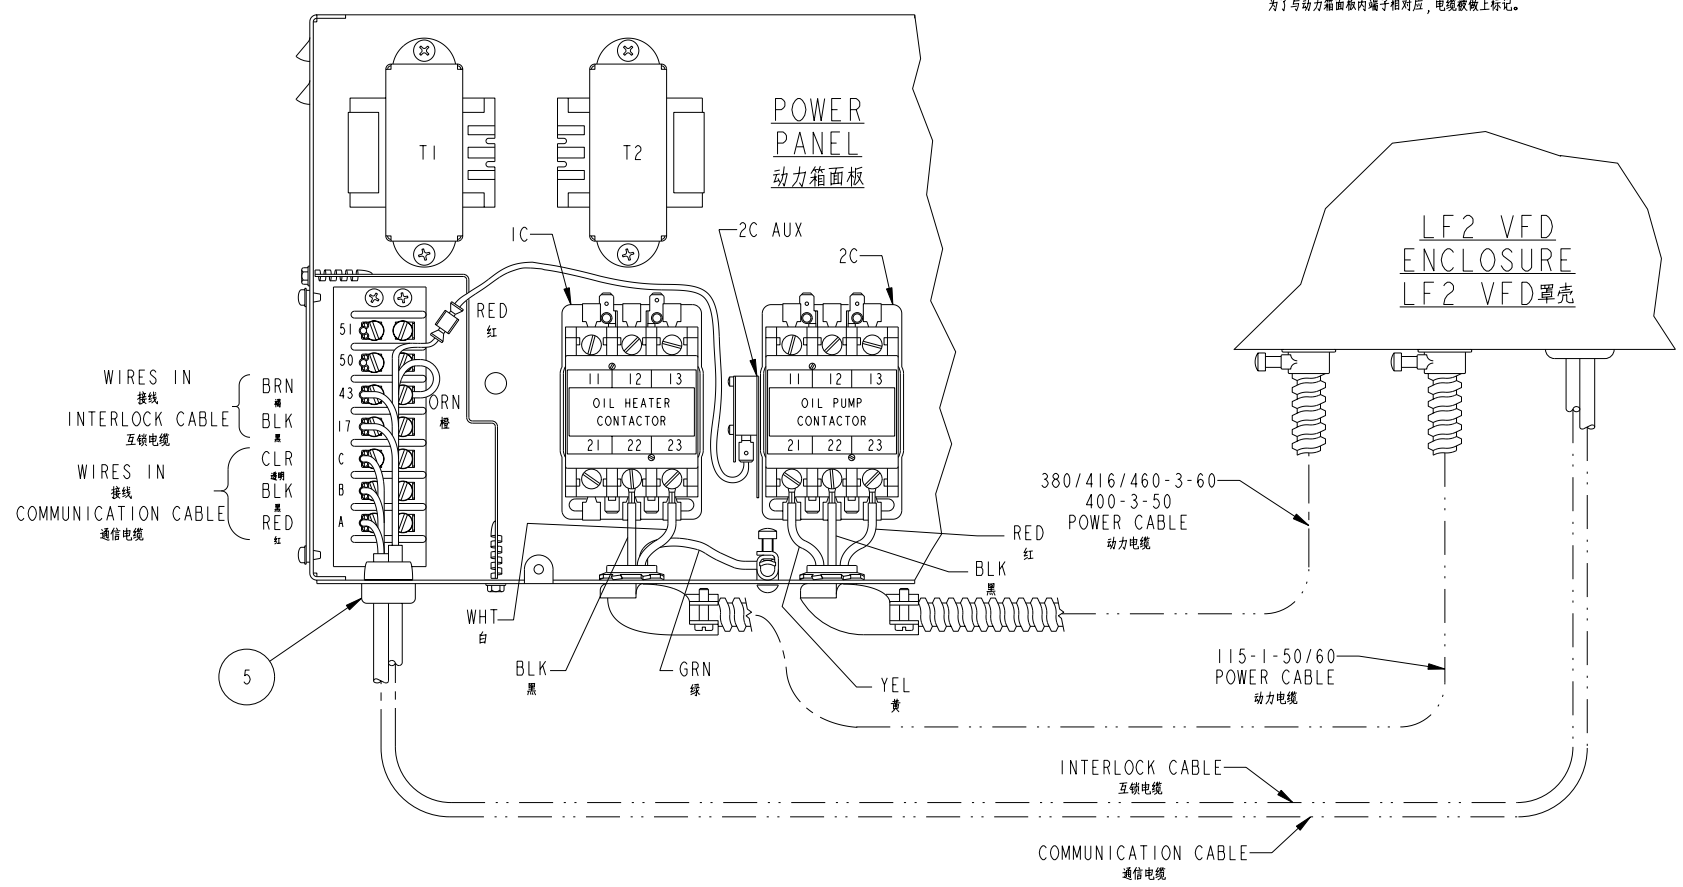 为了与动力箱面板内端子相对应，电缆被做上标记。
POWER
PANEL
动力箱面板
T1
T2
1C
2C AUX
2C
LF2 VFD
ENCLOSURE
LF2 VFD罩壳
RED
红
51
50
43
17
C
B
A
WIRES IN
接线
INTERLOCK CABLE
互锁电缆
BRN
褐
BLK
黑
ORN
橙
WIRES IN
接线
COMMUNICATION CABLE
通信电缆
CLR
透明
BLK
黑
RED
红
11 12 13
OIL HEATER
CONTACTOR
21 22 23
11 12 13
OIL PUMP
CONTACTOR
21 22 23
380/416/460-3-60
400-3-50
POWER CABLE
动力电缆
RED
红
BLK
黑
WHT
白
BLK
黑
GRN
绿
YEL
黄
5
115-1-50/60
POWER CABLE
动力电缆
INTERLOCK CABLE
互锁电缆
COMMUNICATION CABLE
通信电缆